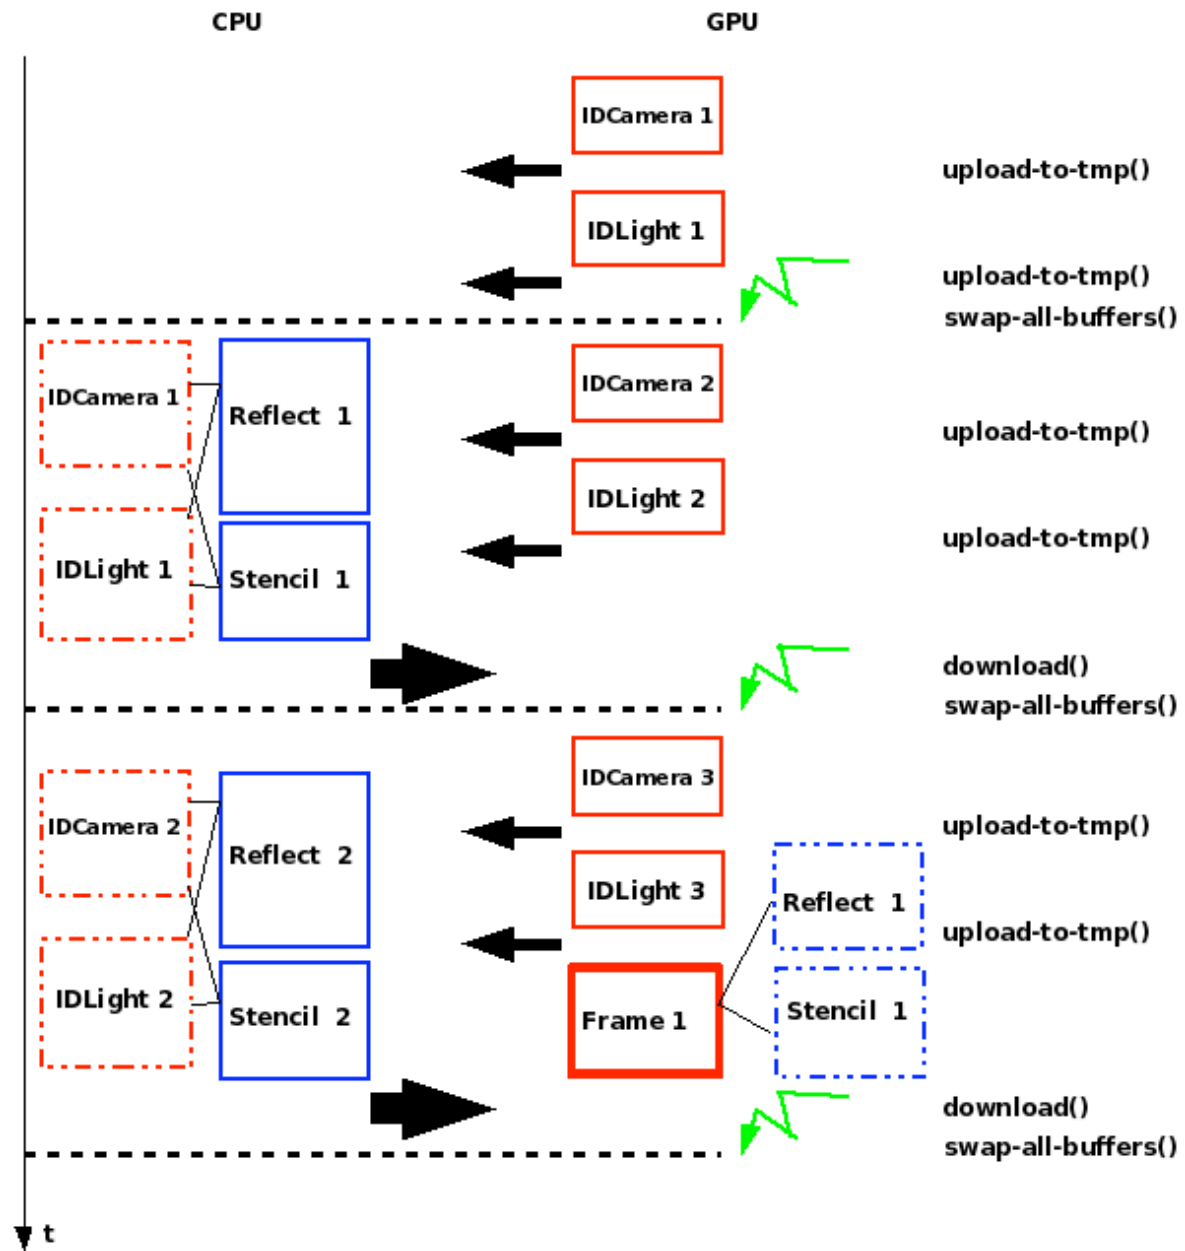 CPU
GPU
IDCamera 1
upload-to-tmp()
IDLight 1
upload-to-tmp()
swap-all-buffers()
IDCamera 1
Reflect 1
IDCamera 2
upload-to-tmp()
IDLight 2
upload-to-tmp()
IDLight 1
Stencil 1
download()
swap-all-buffers()
IDCamera 3
upload-to-tmp()
IDCamera 2
Reflect 2
IDLight 3
Reflect 1
upload-to-tmp()
IDLight 2
Stencil 2
Frame 1
Stencil 1
download()
swap-all-buffers()
t